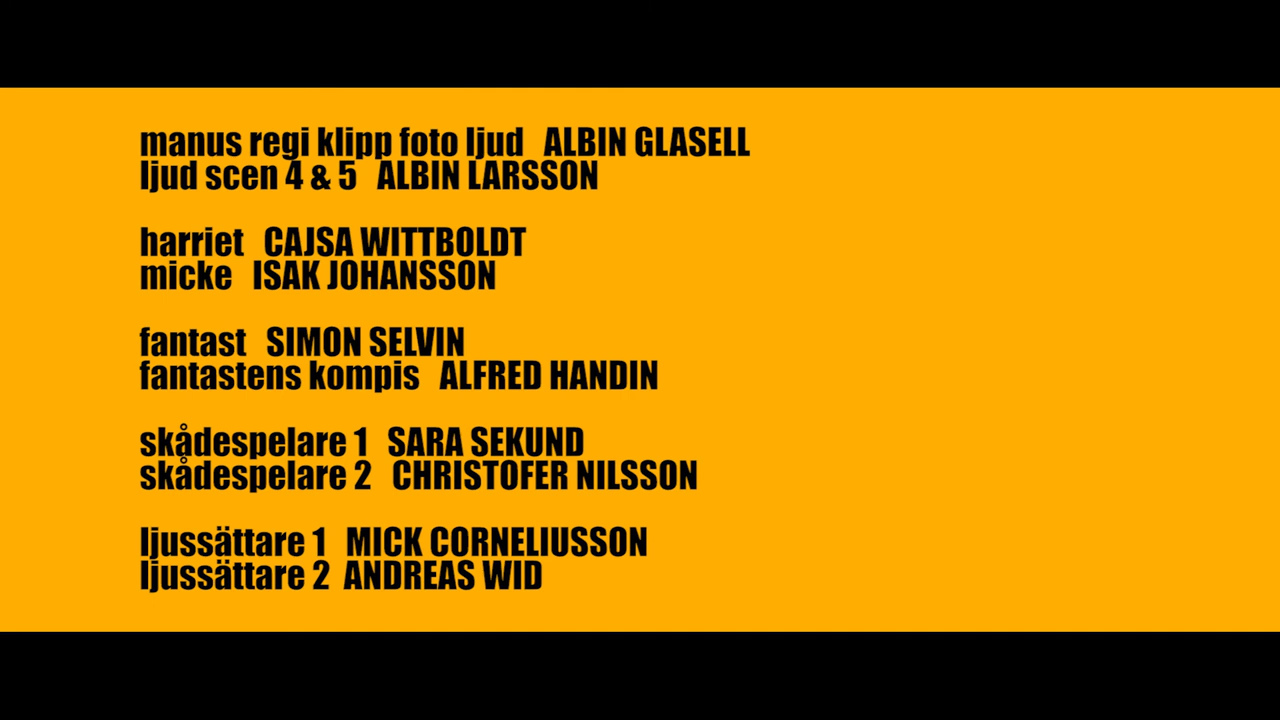 manus regi klipp foto ljud ALBIN GLASELL
ljud scen 4 & 5 ALBIN LARSSON
harriet CAJSA WITTBOLDT
micke ISAK JOHANSSON
fantast SIMON SELVIN
fantastens kompis ALFRED HANDIN
skådespelare 1 SARA SEKUND
skådespelare 2 CHRISTOFER NILSSON
ljussättare 1 MICK CORNELIUSSON
ljussättare 2 ANDREAS WID